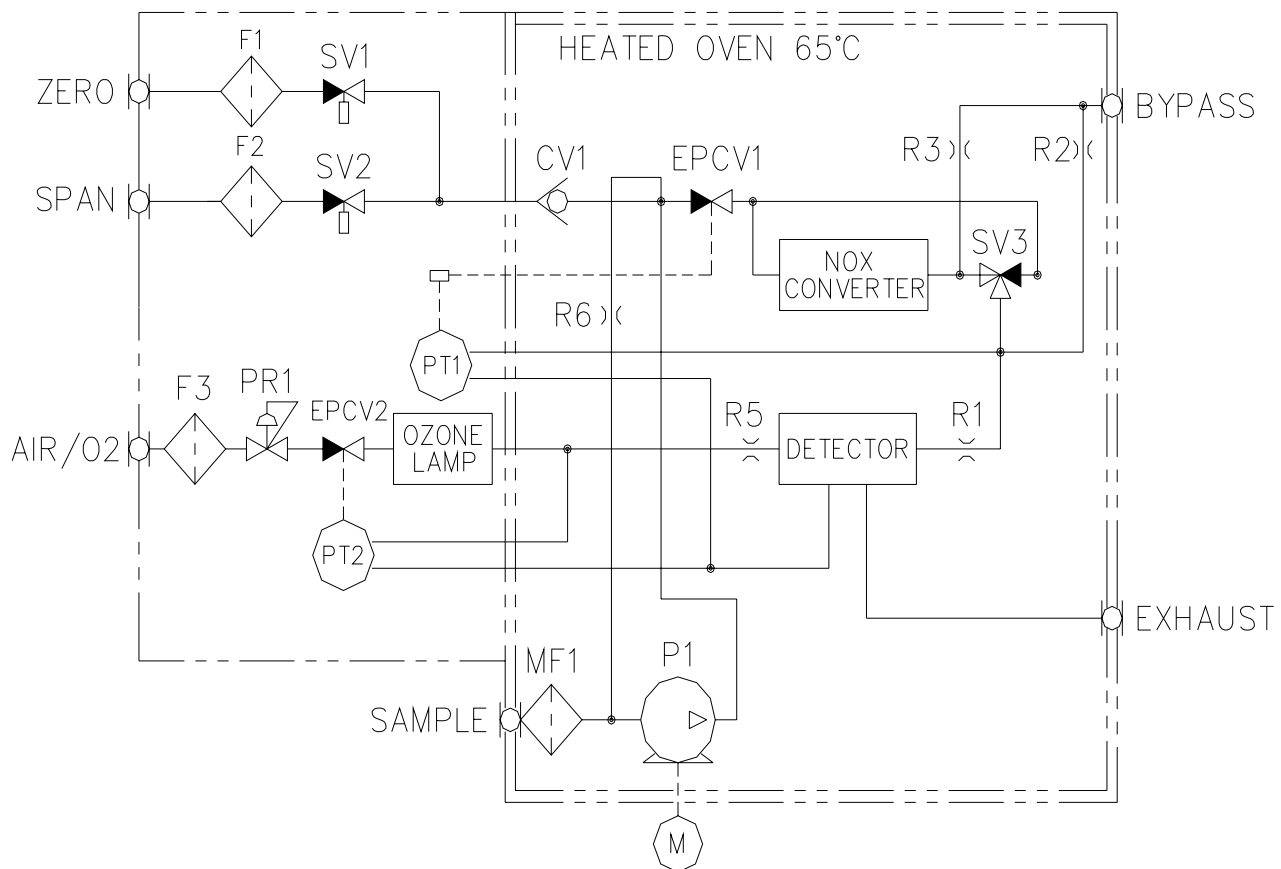 HEATED OVEN 65°C
F1
SV1
ZERO
BYPASS
F2
SV2
CV1
EPCV1
R3
R2
SPAN
SV3
NOX
CONVERTER
R6
PT1
F3
PR1
EPCV2
R5
R1
AIR/O2
OZONE
LAMP
DETECTOR
PT2
EXHAUST
MF1
P1
SAMPLE
M